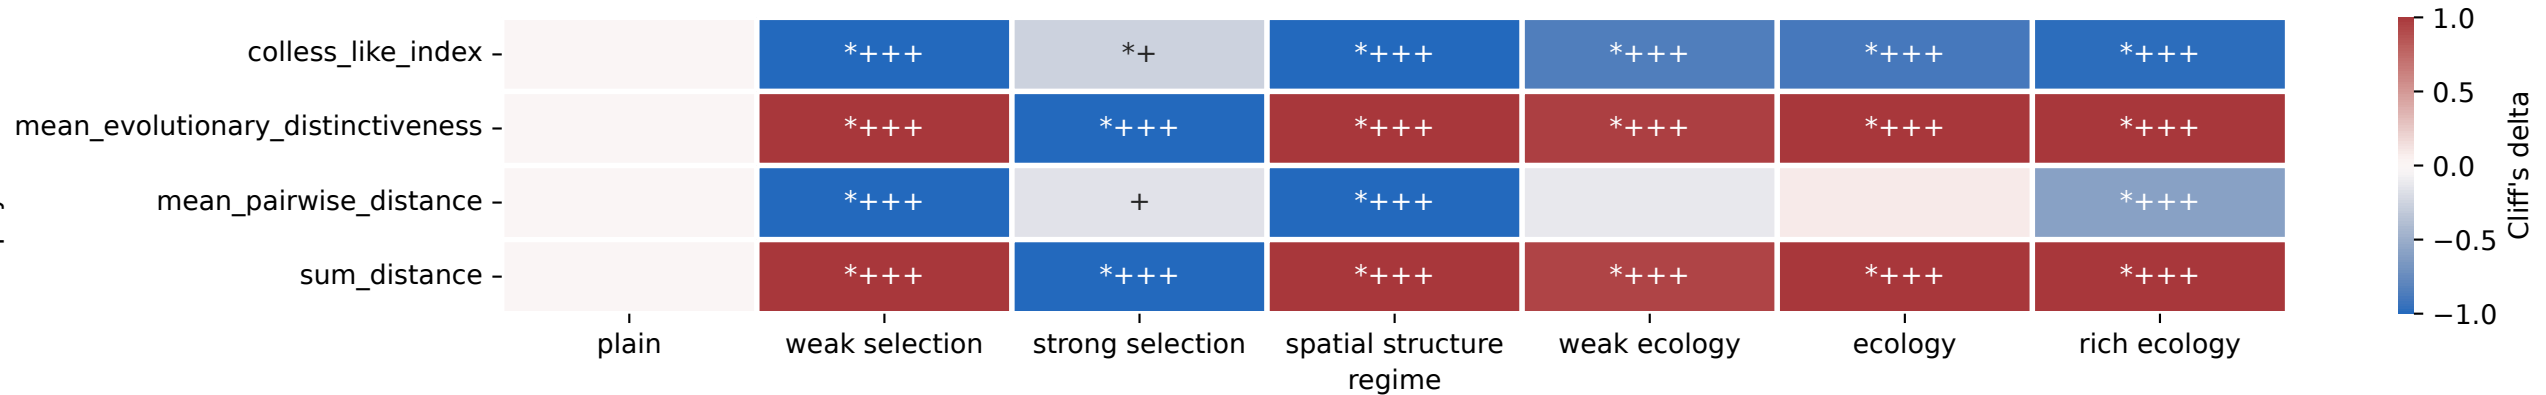 colless_like_index *+++ *+ *+++ *+++ *+++ *+++
mean_evolutionary_distinctiveness *+++ *+++ *+++ *+++ *+++ *+++
mean_pairwise_distance *+++ + *+++ *+++
sum_distance *+++ *+++ *+++ *+++ *+++ *+++
plain weak selection strong selection spatial structure weak ecology ecology rich ecology
regime
1.0
0.5
0.0
−0.5
−1.0
Cliff's delta